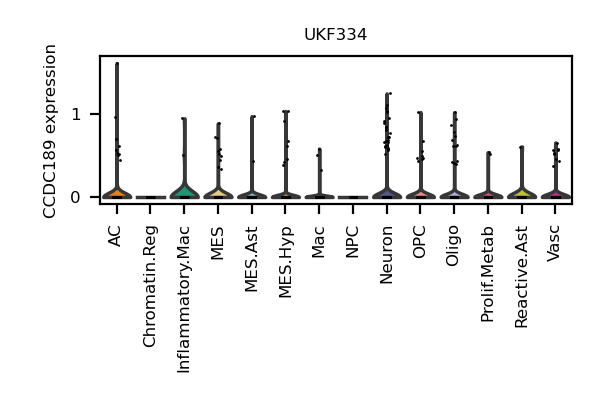 UKF334
CCDC189 expression
1
0
AC
Chromatin.Reg
Inflammatory.Mac
MES
MES.Ast
MES.Hyp
Mac
NPC
Neuron
OPC
Oligo
Prolif.Metab
Reactive.Ast
Vasc